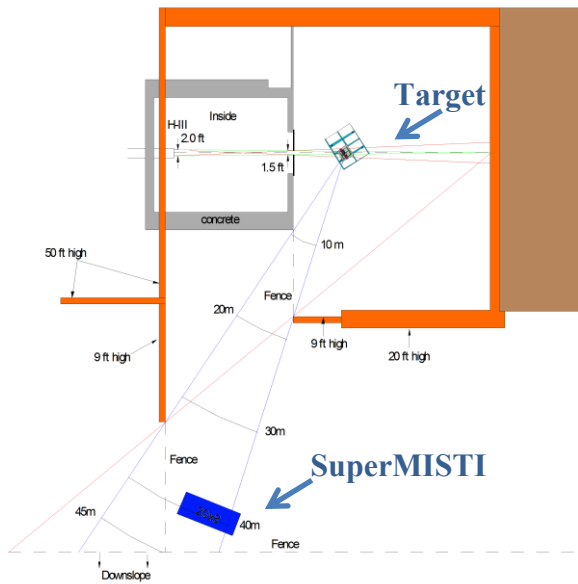 Target
Inside
H-III
2.0 ft
1.5 ft
concrete
50 ft high
10 m
Fence
20m
9 ft high
9 ft high
20 ft high
30m
SuperMISTI
Fence
45m
40m
Fence
Downslope